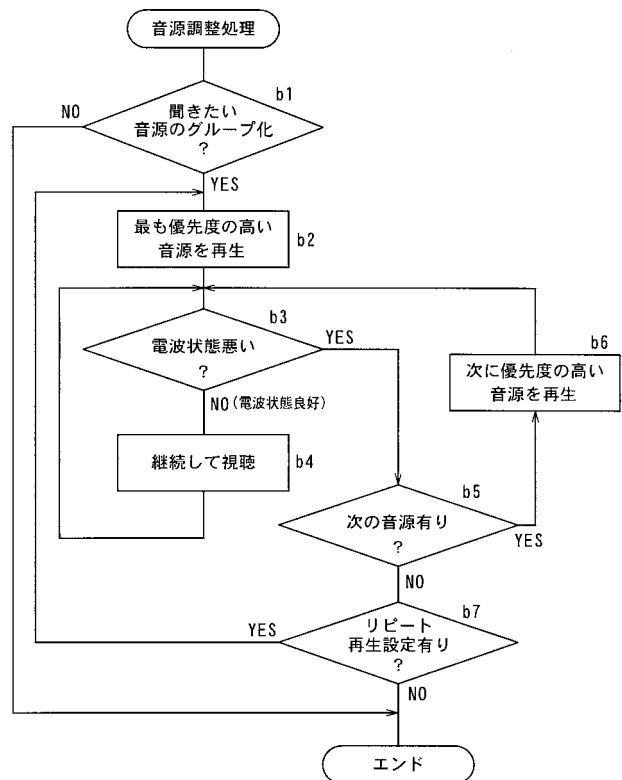 音源調整処理
b1
NO
聞きたい
音源のグループ化
?
YES
最も優先度の高い
音源を再生
b2
b3
電波状態悪い
?
YES
NO(電波状態良好)
b6
次に優先度の高い
音源を再生
継続して視聴
b4
b5
次の音源有り
?
YES
NO
b7
YES
リピート
再生設定有り
?
NO
エンド